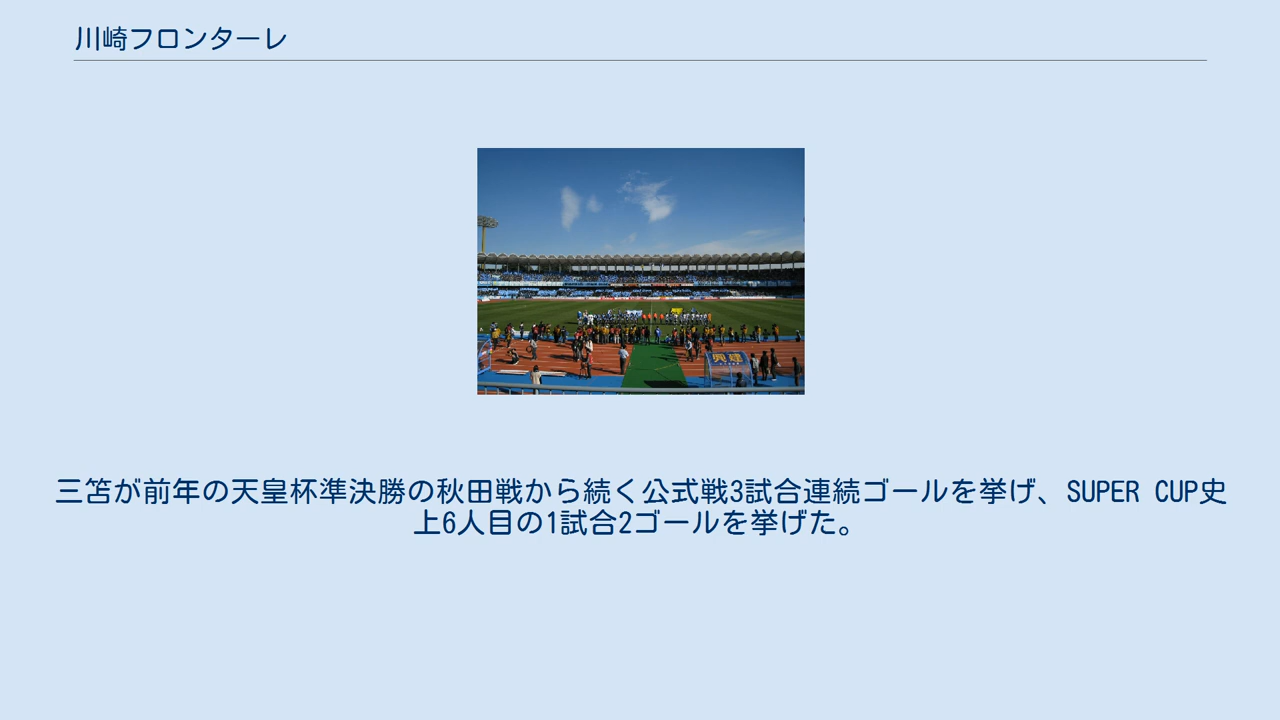 川崎フロンターレ
三笘が前年の天皇杯準決勝の秋田戦から続く公式戦3試合連続ゴールを挙げ、SUPER CUP史
上6人目の1試合2ゴールを挙げた。